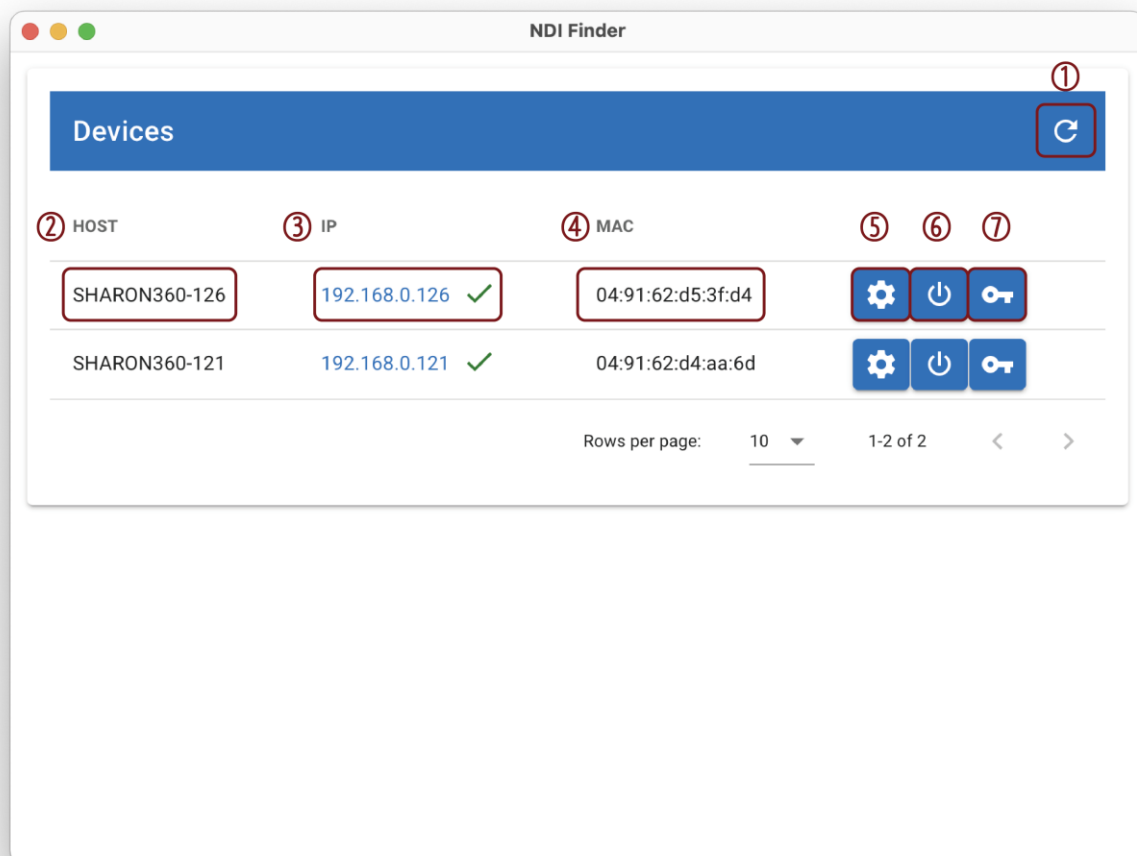 NDI Finder
①
Devices
② HOST ③ IP ④ MAC ⑤ ⑥ ⑦
SHARON360-126 192.168.0.126 04:91:62:d5:3f:d4
SHARON360-121 192.168.0.121 04:91:62:d4:aa:6d
Rows per page: 10 1-2 of 2